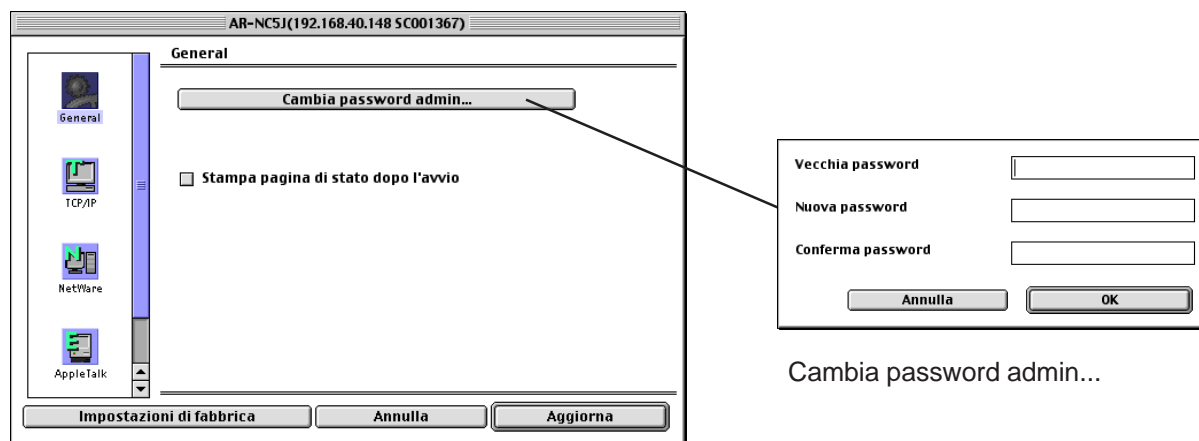 AR-NC5J(192.168.40.148 SC001367)
General
General
Cambia password admin...
TCP/IP
Stampa pagina di stato dopo l'avvio
NetWare
AppleTalk
Impostazioni di fabbrica
Annulla
Aggiorna
Vecchia password
Nuova password
Conferma password
Annulla
OK
Cambia password admin...